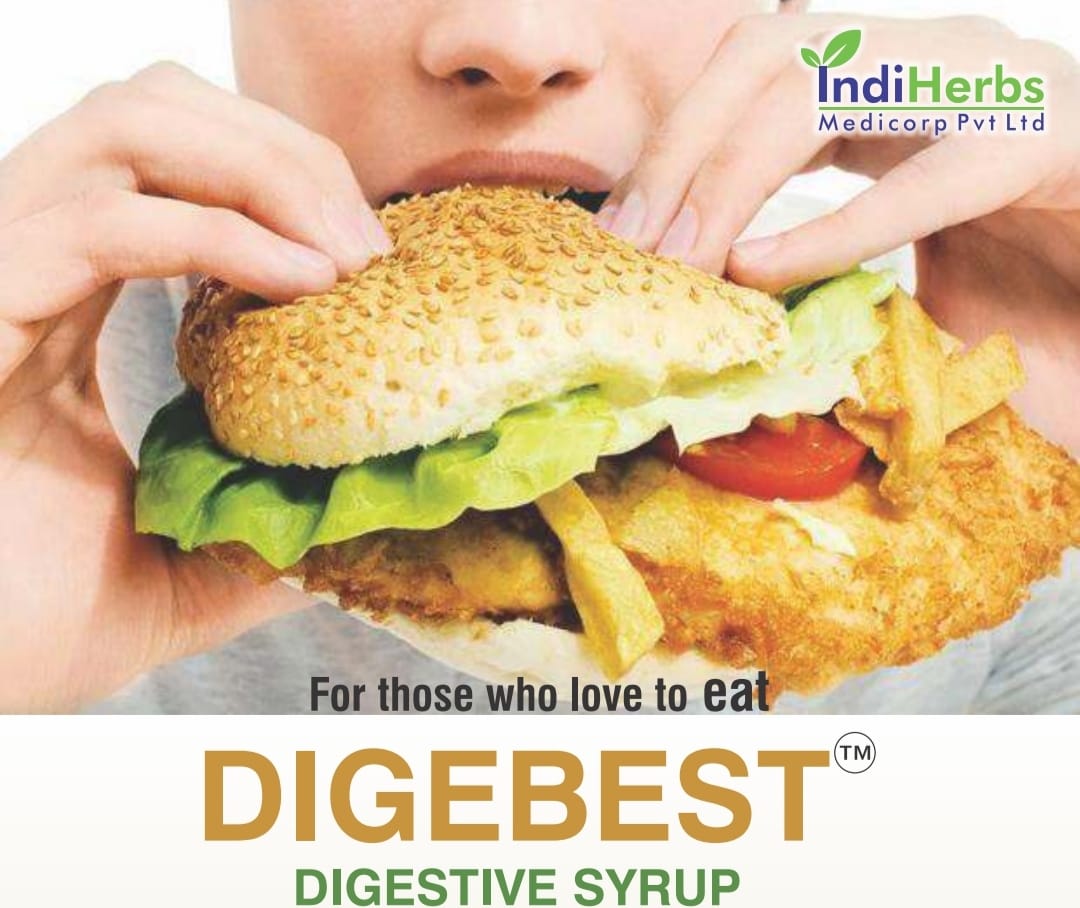 IndiHerbs
Medicorp Pvt Ltd
For those who love to eat
DIGEBEST™
DIGESTIVE SYRUP